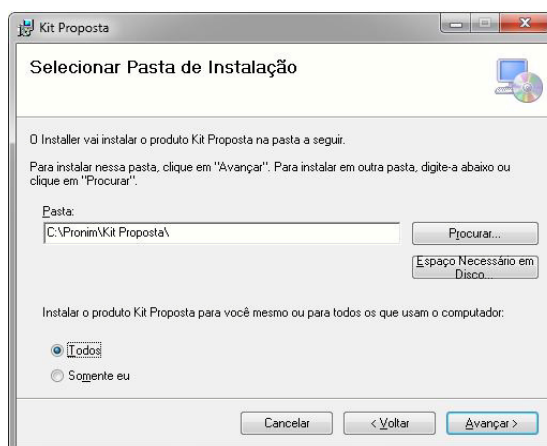 Kit Proposta
Selecionar Pasta de Instalação
O Installer vai instalar o produto Kit Proposta na pasta a seguir.
Para instalar nessa pasta, clique em "Avançar". Para instalar em outra pasta, digite-a abaixo ou
clique em "Procurar".
Pasta:
C:\Pronim\Kit Proposta\
Procurar...
Espaço Necessário em
Disco...
Instalar o produto Kit Proposta para você mesmo ou para todos os que usam o computador:
Todos
Somente eu
Cancelar
< Voltar
Avançar >